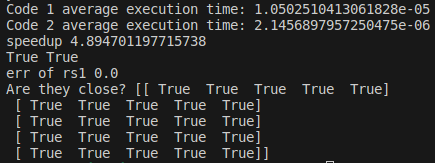 Code 1 average execution time: 1.0502510413061828e-05
Code 2 average execution time: 2.1456897957250475e-06
speedup 4.894701197715738
True True
err of rs1 0.0
Are they close? [[ True  True  True  True  True]
 [ True  True  True  True  True]
 [ True  True  True  True  True]
 [ True  True  True  True  True]
 [ True  True  True  True  True]]